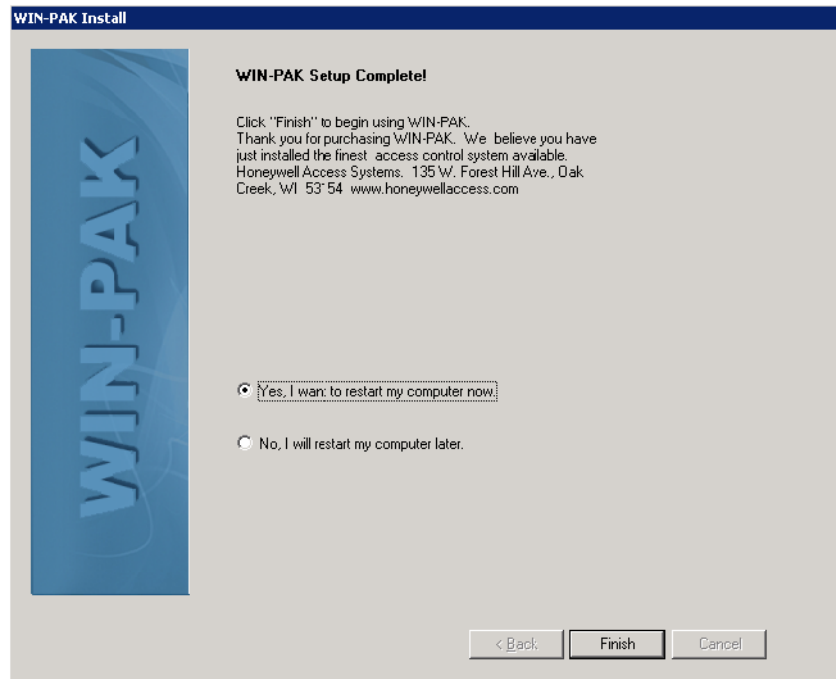 WIN-PAK Install
WIN-PAK
WIN-PAK Setup Complete!
Click "Finish" to begin using WIN-PAK.
Thank you for purchasing WIN-PAK. We believe you have
just installed the finest access control system available.
Honeywell Access Systems. 135 W. Forest Hill Ave., Oak
Creek, WI 53154 www.honeywellaccess.com
Yes, I want to restart my computer now.
No, I will restart my computer later.
< Back
Finish
Cancel